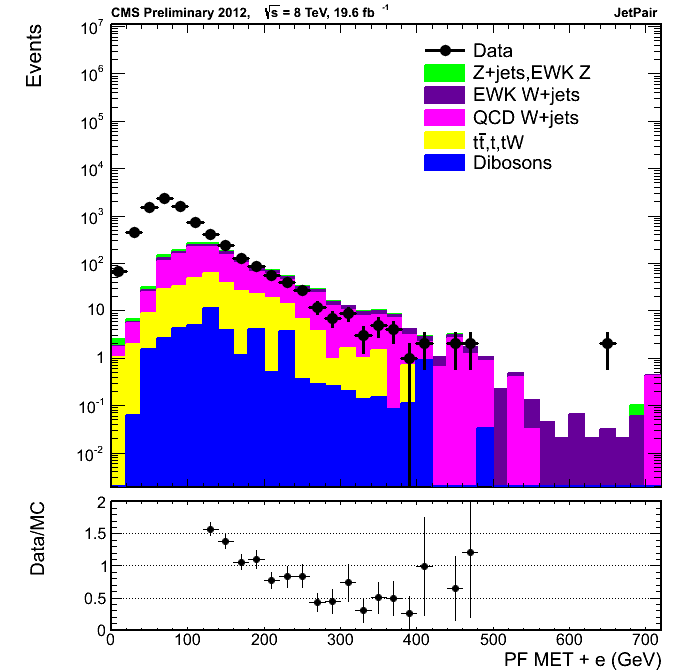 CMS Preliminary 2012, √s = 8 TeV, 19.6 fb⁻¹ JetPair
Events
10⁷
10⁶
10⁵
10⁴
10³
10²
10
1
10⁻¹
10⁻²
Data
Z+jets,EWK Z
EWK W+jets
QCD W+jets
tt̄,t,tW
Dibosons
Data/MC
2
1.5
1
0.5
0
0 100 200 300 400 500 600 700
PF MET + e (GeV)